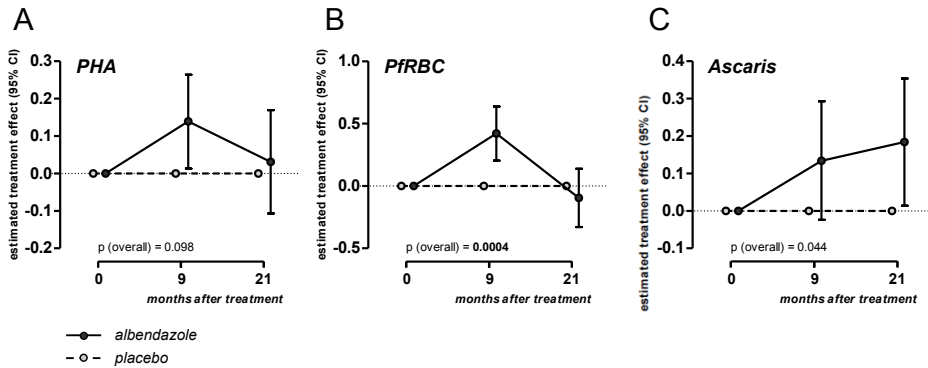 A
B
C
PHA
PfRBC
Ascaris
estimated treatment effect (95% CI)
0.3
0.2
0.1
0.0
-0.1
-0.2
p (overall) = 0.098
0 9 21
months after treatment
estimated treatment effect (95% CI)
1.0
0.5
0.0
-0.5
p (overall) = 0.0004
0 9 21
months after treatment
estimated treatment effect (95% CI)
0.4
0.3
0.2
0.1
0.0
-0.1
p (overall) = 0.044
0 9 21
months after treatment
albendazole
placebo